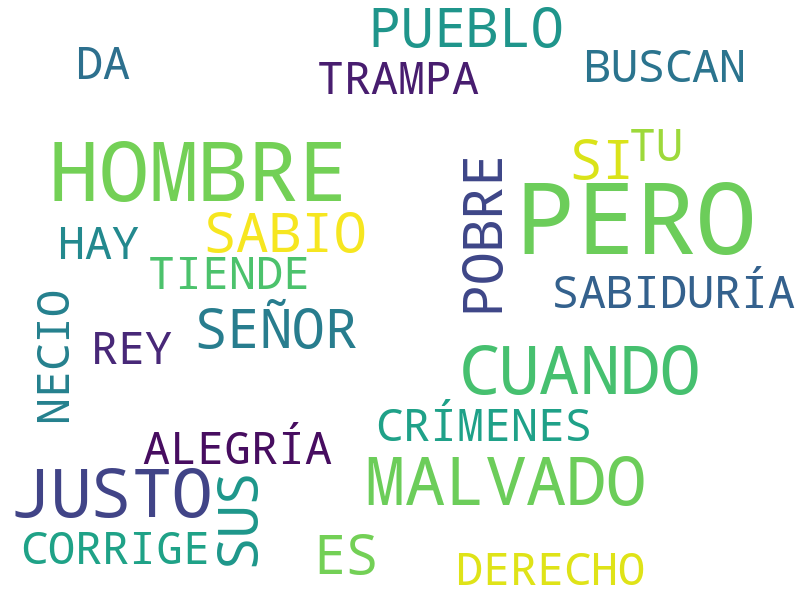 PUEBLO
DA
TRAMPA
BUSCAN
HOMBRE
SI
TU
POBRE
PERO
HAY
SABIO
TIENDE
SABIDURÍA
NECIO
REY
SEÑOR
CUANDO
CRÍMENES
ALEGRÍA
JUSTO
SUS
MALVADO
CORRIGE
ES
DERECHO